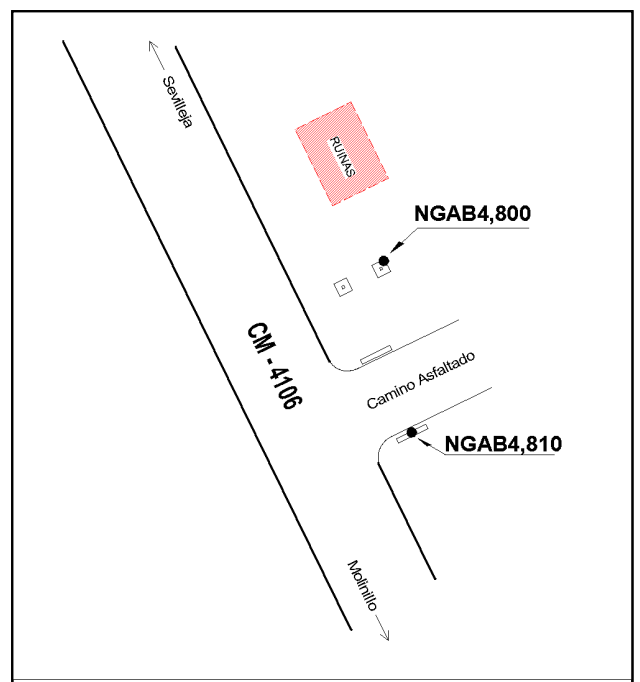 Sevilleja
RUINAS
NGAB4,800
CM - 4106
Camino Asfaltado
NGAB4,810
Molinillo